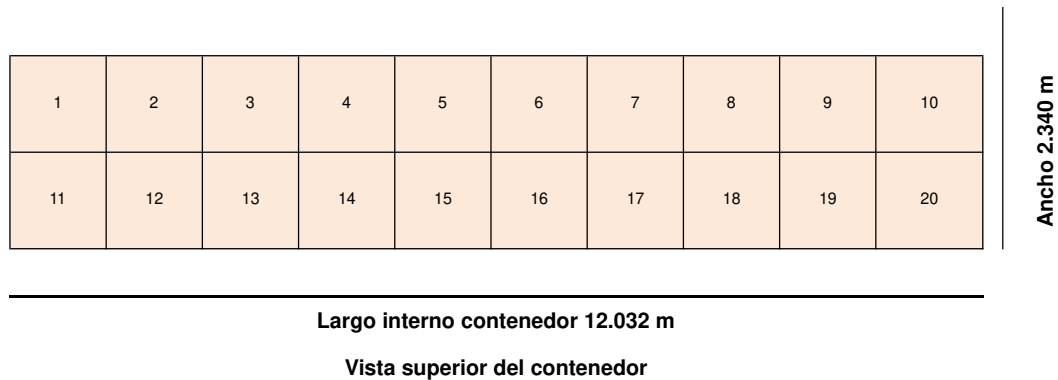 1 2 3 4 5 6 7 8 9 10
11 12 13 14 15 16 17 18 19 20
Ancho 2.340 m
Largo interno contenedor 12.032 m
Vista superior del contenedor